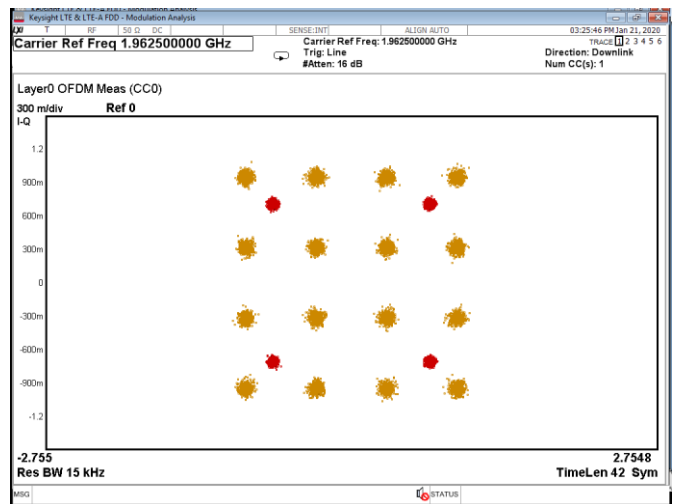 Keysight LTE & LTE-A FDD - Modulation Analysis
LXI T RF 50 Ω DC SENSE:INT ALIGN AUTO 03:25:46 PM Jan 21, 2020
Carrier Ref Freq 1.962500000 GHz
Carrier Ref Freq: 1.962500000 GHz
Trig: Line
#Atten: 16 dB
TRACE 1 2 3 4 5 6
Direction: Downlink
Num CC(s): 1
Layer0 OFDM Meas (CC0)
300 m/div Ref 0
I-Q
1.2
900m
600m
300m
0
-300m
-600m
-900m
-1.2
-2.755 2.7548
Res BW 15 kHz TimeLen 42 Sym
MSG STATUS